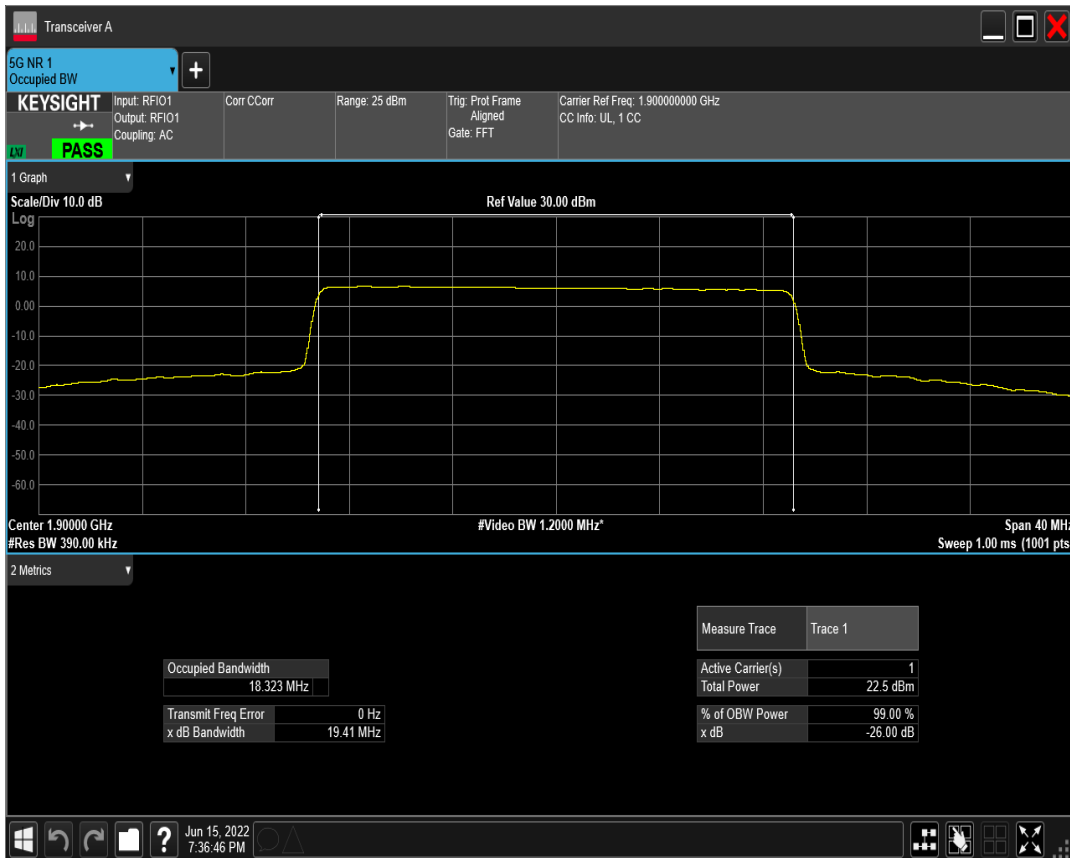 Transceiver A
5G NR 1
Occupied BW
KEYSIGHT
LXI
PASS
Input: RFIO1
Output: RFIO1
Coupling: AC
Corr CCorr
Range: 25 dBm
Trig: Prot Frame
Aligned
Gate: FFT
Carrier Ref Freq: 1.900000000 GHz
CC Info: UL, 1 CC
1 Graph
Scale/Div 10.0 dB
Ref Value 30.00 dBm
Log
20.0
10.0
0.00
-10.0
-20.0
-30.0
-40.0
-50.0
-60.0
Center 1.90000 GHz
#Video BW 1.2000 MHz*
Span 40 MHz
#Res BW 390.00 kHz
Sweep 1.00 ms (1001 pts
2 Metrics
Measure Trace Trace 1
Occupied Bandwidth
18.323 MHz
Active Carrier(s) 1
Total Power 22.5 dBm
Transmit Freq Error 0 Hz
x dB Bandwidth 19.41 MHz
% of OBW Power 99.00 %
x dB -26.00 dB
?
Jun 15, 2022
7:36:46 PM